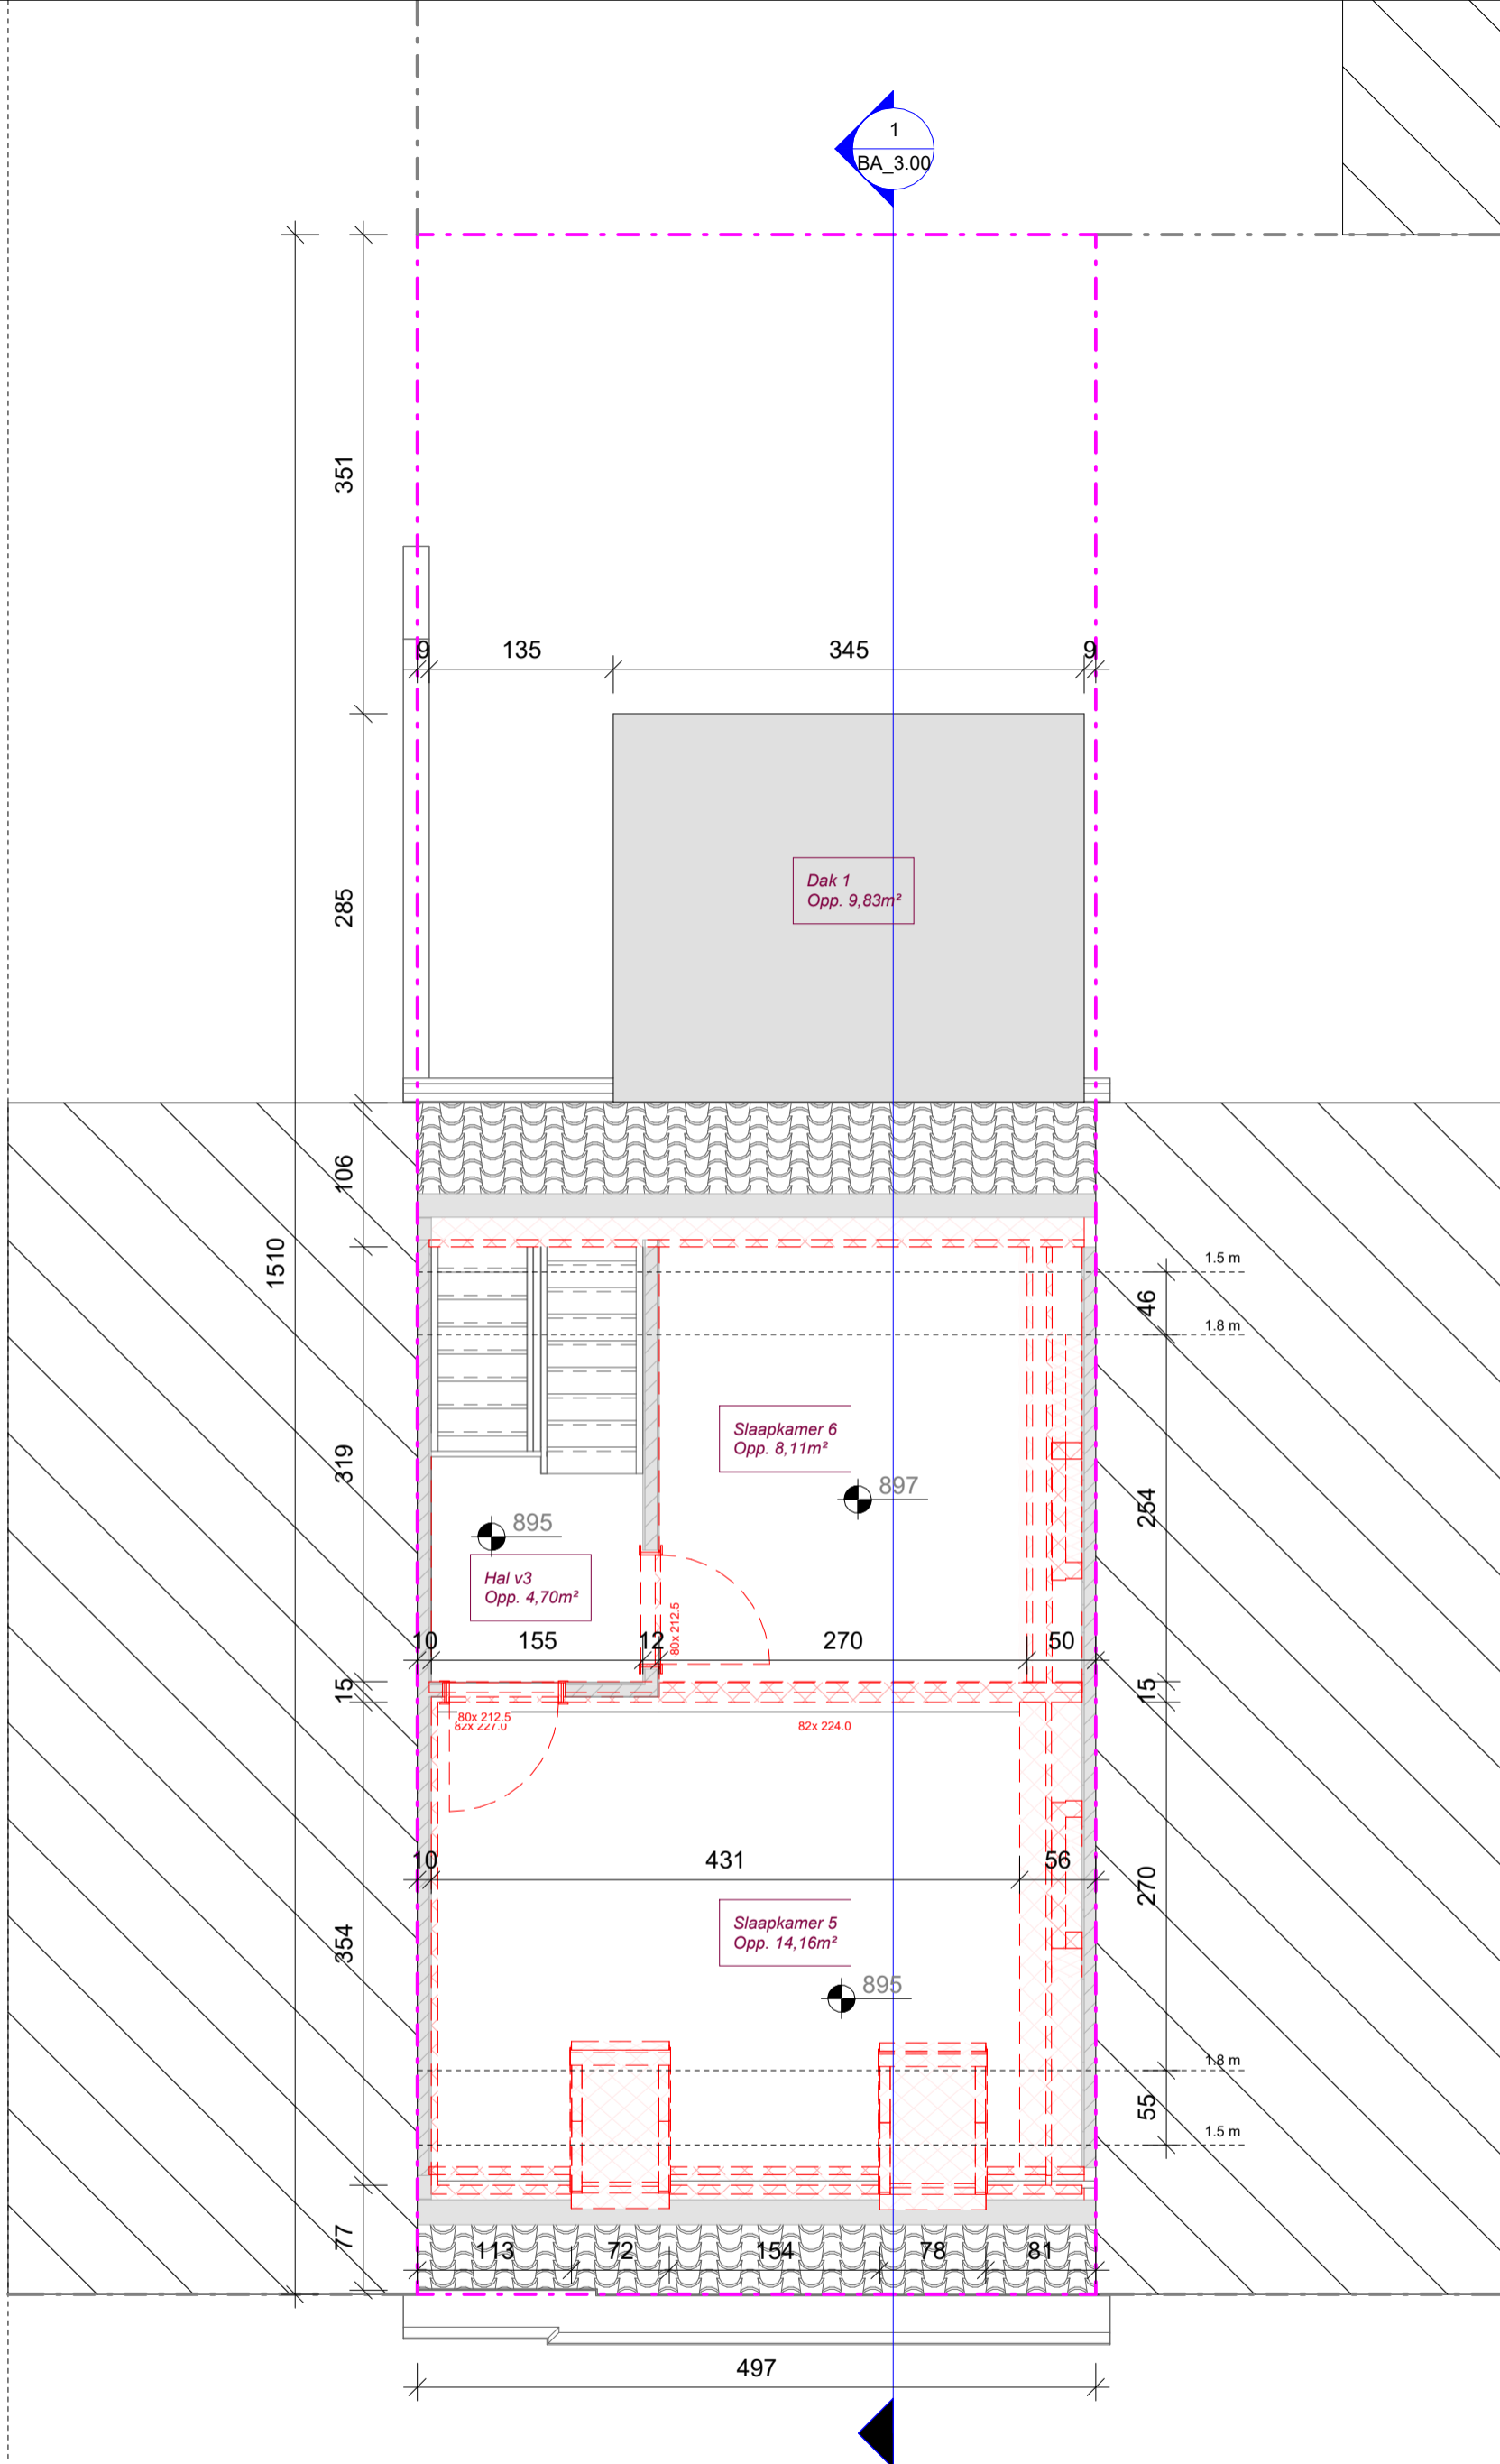 1
BA_3.00
351
9
135
345
9
Dak 1
Opp. 9,83m²
285
106
1510
1.5 m
46
1.8 m
Slaapkamer 6
Opp. 8,11m²
319
897
254
895
Hal v3
Opp. 4,70m²
80x 212.5
10
155
12
270
50
15
15
80x 212.5
82x 227.0
82x 224.0
10
431
56
270
Slaapkamer 5
Opp. 14,16m²
354
895
1.8 m
55
1.5 m
77
113
72
154
78
81
497